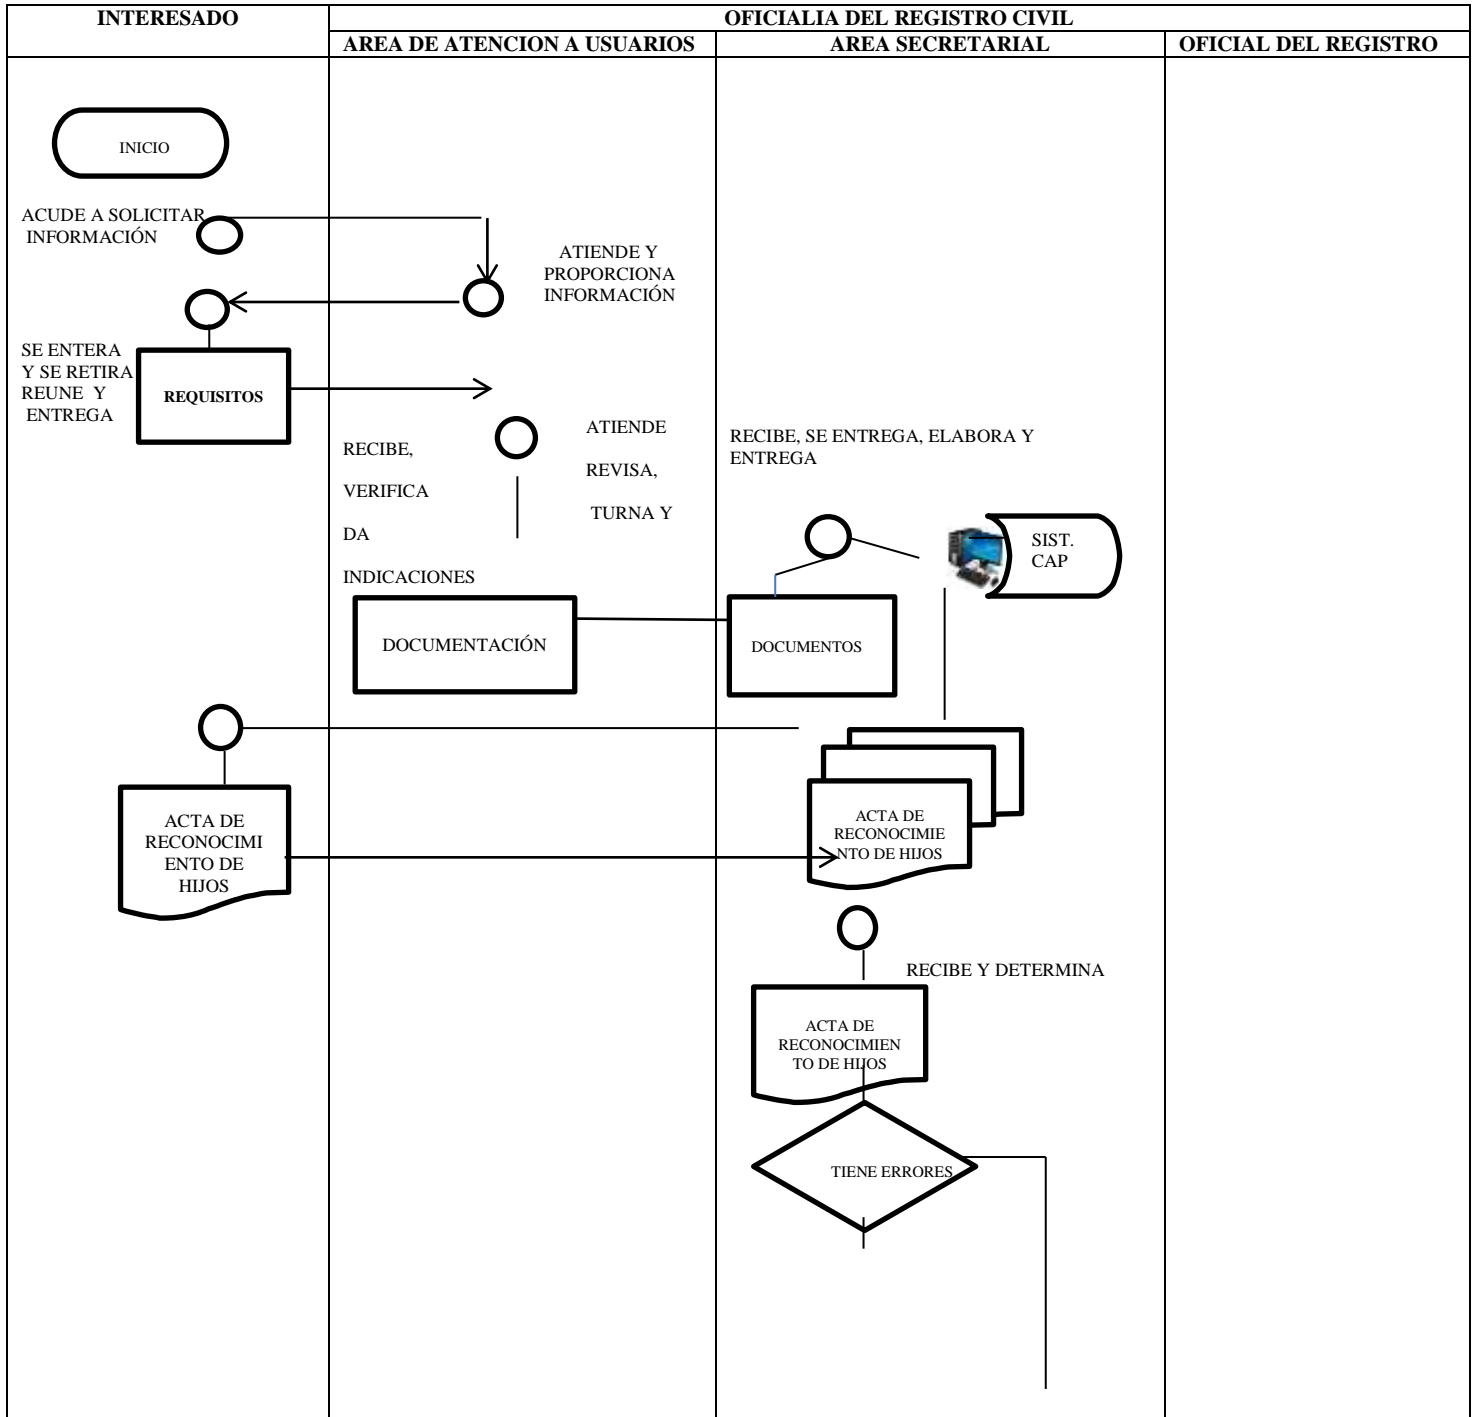 INTERESADO
OFICIALIA DEL REGISTRO CIVIL
AREA DE ATENCION A USUARIOS
AREA SECRETARIAL
OFICIAL DEL REGISTRO
INICIO
ACUDE A SOLICITAR
INFORMACIÓN
ATIENDE Y
PROPORCIONA
INFORMACIÓN
SE ENTERA
Y SE RETIRA
REUNE Y
ENTREGA
REQUISITOS
RECIBE,
VERIFICA
DA
INDICACIONES
ATIENDE
REVISA,
TURNA Y
RECIBE, SE ENTREGA, ELABORA Y
ENTREGA
SIST.
CAP
DOCUMENTACIÓN
DOCUMENTOS
ACTA DE
RECONOCIMI
ENTO DE
HIJOS
ACTA DE
RECONOCIMIE
NTO DE HIJOS
RECIBE Y DETERMINA
ACTA DE
RECONOCIMIEN
TO DE HIJOS
TIENE ERRORES